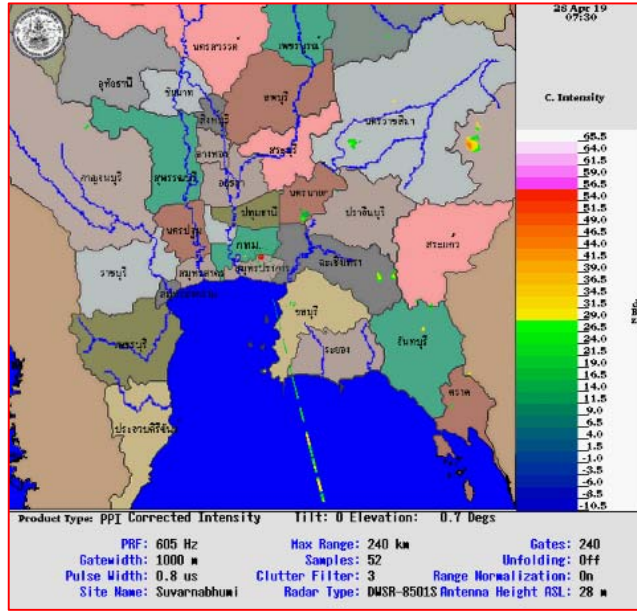 28 Apr 19
07:30
C. Intensity
นครสวรรค์
เพชรบูรณ์
อุทัยธานี
ชัยนาท
ลพบุรี
สิงห์บุรี
นครราชสีมา
อ่างทอง
สระบุรี
กาญจนบุรี
สุพรรณบุรี
อยุธยา
นครนายก
ปทุมธานี
ปราจีนบุรี
นครปฐม
กทม.
สระแก้ว
ฉะเชิงเทรา
ราชบุรี
สมุทรสาคร
สมุทรปราการ
ชลบุรี
เพชรบุรี
ระยอง
จันทบุรี
ตราด
ประจวบคีรีขันธ์
65.5
64.0
61.5
59.0
56.5
54.0
51.5
49.0
46.5
44.0
41.5
39.0
36.5
34.0
31.5
29.0
26.5
24.0
21.5
19.0
16.5
14.0
11.5
9.0
6.5
4.0
1.5
-1.0
-3.5
-6.0
-8.5
-10.5
Product Type: PPI Corrected Intensity Tilt: 0 Elevation: 0.7 Degs
PRF: 605 Hz Max Range: 240 km Gates: 240
Gatewidth: 1000 m Samples: 52 Unfolding: Off
Pulse Width: 0.8 us Clutter Filter: 3 Range Normalization: On
Site Name: Suvarnabhumi Radar Type: DWSR-8501S Antenna Height ASL: 28 m